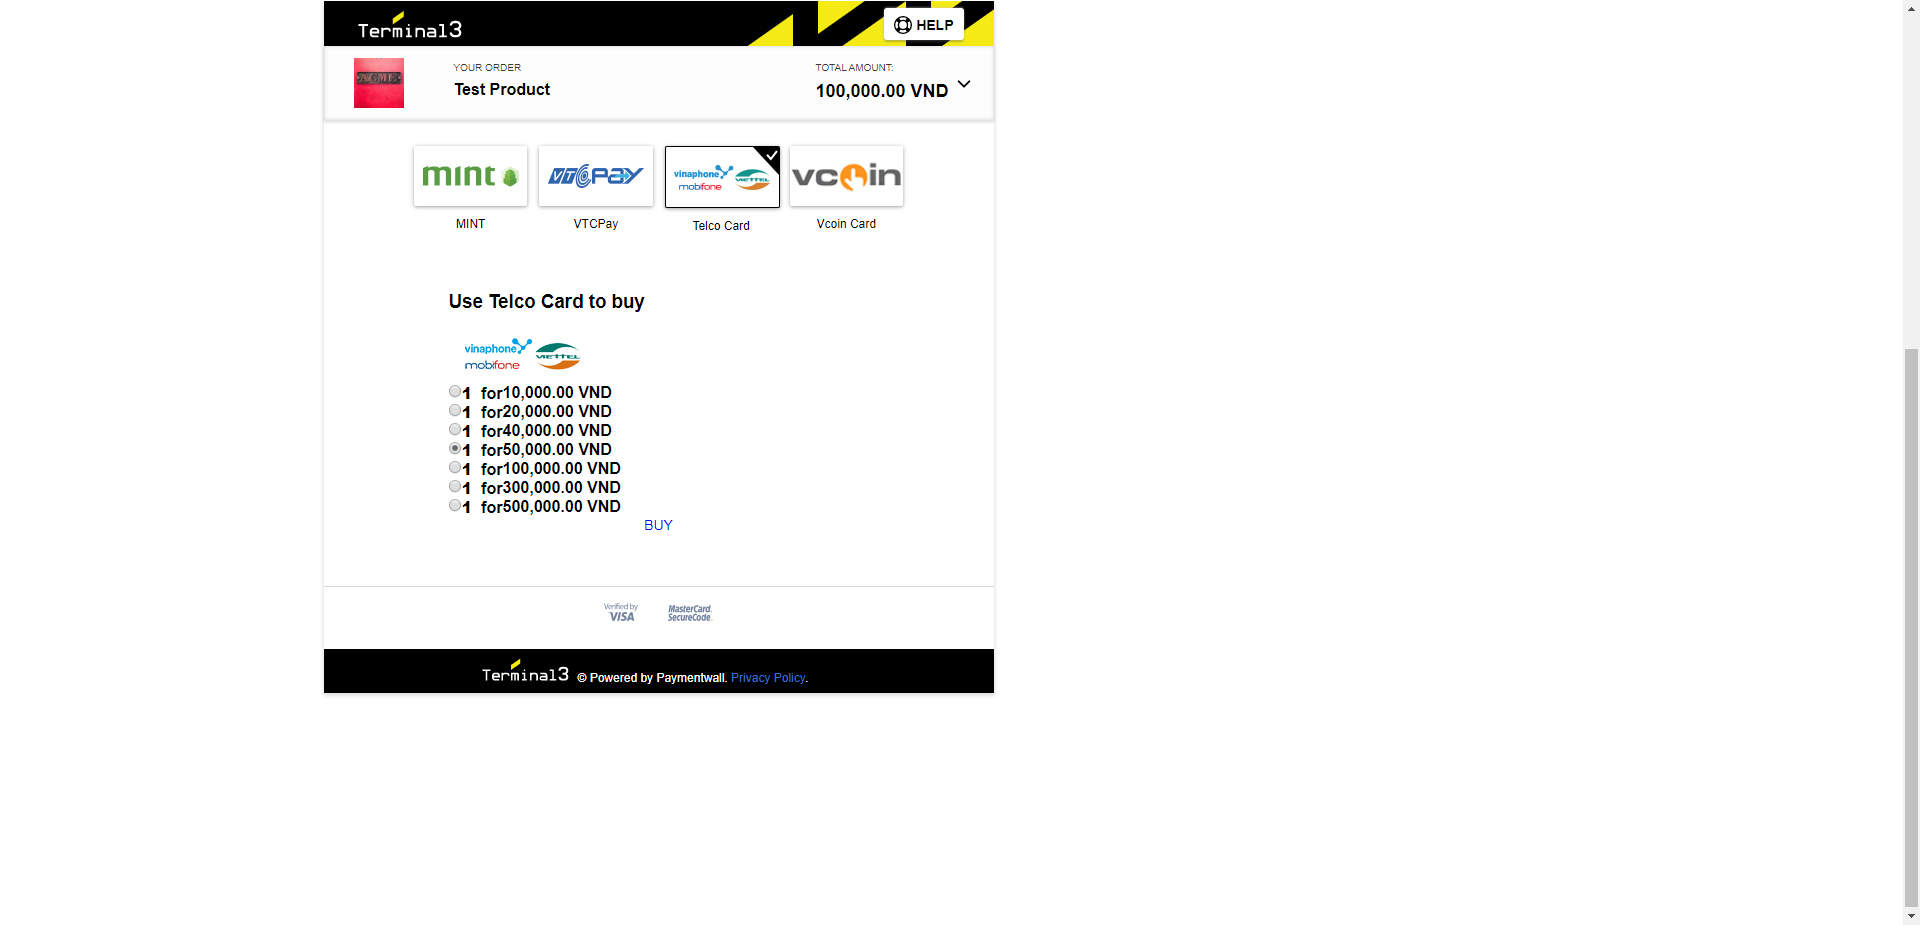 Terminal3
HELP
YOUR ORDER
TOTAL AMOUNT:
Test Product
100,000.00 VND
ACME
mint
VTC PAY
vinaphone
mobifone
VIETTEL
vcoin
MINT
VTCPay
Telco Card
Vcoin Card
Use Telco Card to buy
vinaphone
VIETTEL
mobifone
1 for10,000.00 VND
1 for20,000.00 VND
1 for40,000.00 VND
1 for50,000.00 VND
1 for100,000.00 VND
1 for300,000.00 VND
1 for500,000.00 VND
BUY
Verified by
VISA
MasterCard.
SecureCode.
Terminal3 © Powered by Paymentwall. Privacy Policy.